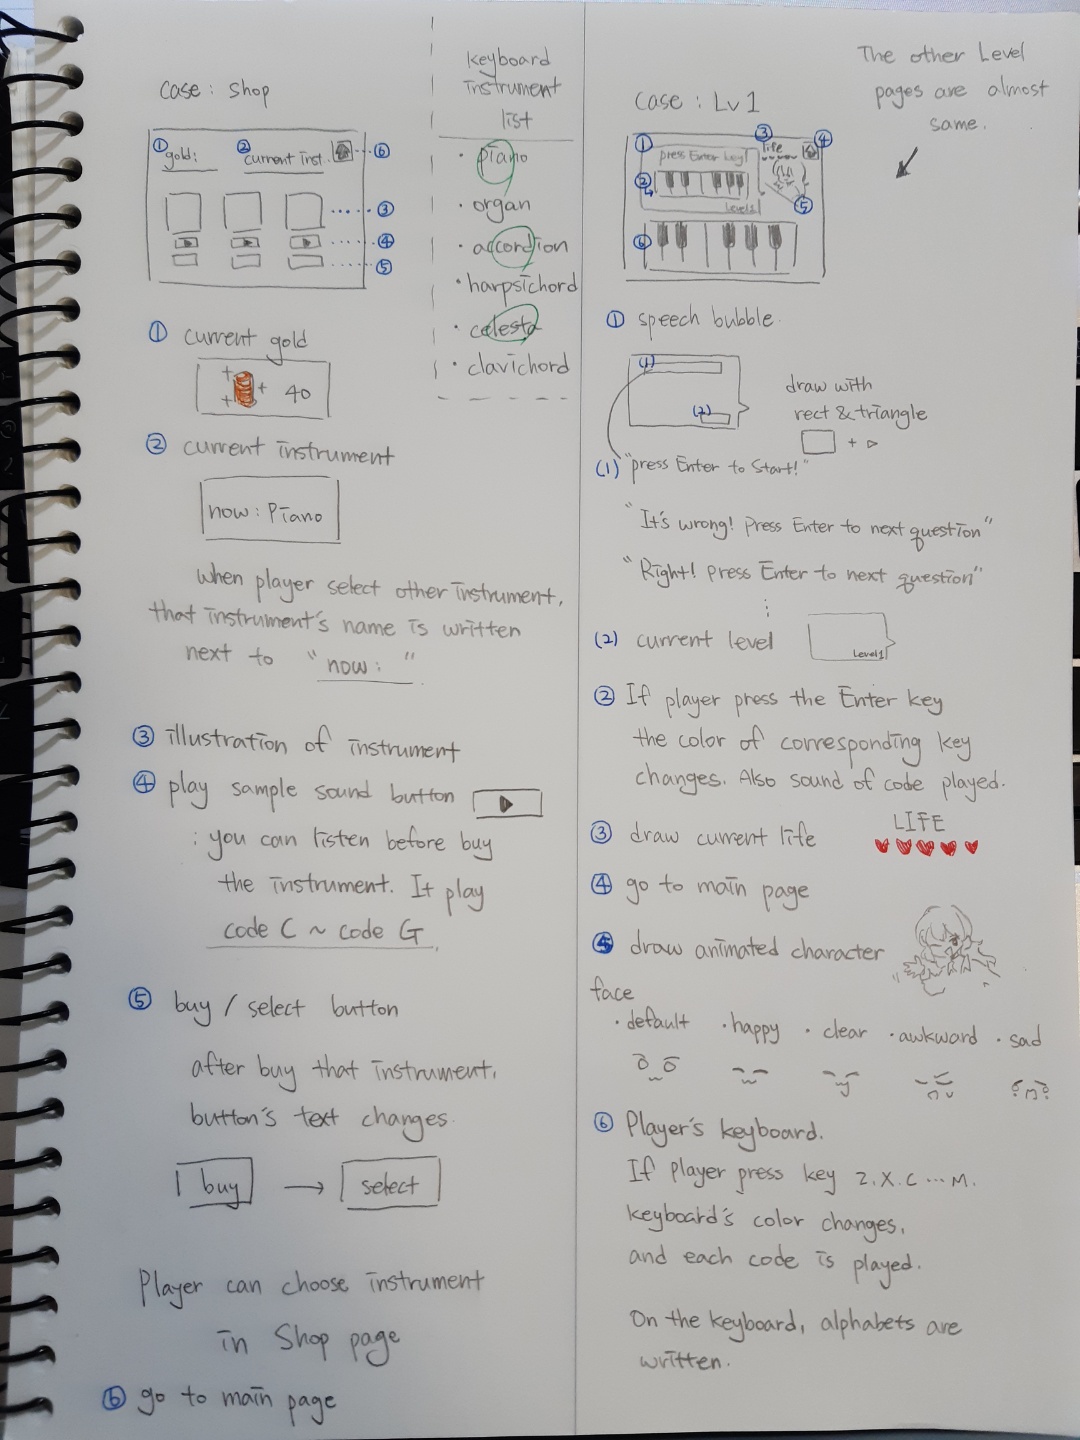 case: shop
① gold:
② current inst..
⑥
③
④
⑤
① current gold
40
② current instrument
now: Piano
when player select other instrument,
that instrument's name is written
next to "now: "
③ illustration of instrument
④ play sample sound button
: you can listen before buy
the instrument. It play
code C ~ code G
⑤ buy / select button
after buy that instrument,
button's text changes.
buy → select
Player can choose instrument
in Shop page
⑥ go to main page
keyboard
instrument
list
· piano
· organ
· accordion
· harpsichord
· celesta
· clavichord
case: Lv 1
The other Level
pages are almost
same.
①
press Enter key!
③
life
④
②
Level1
⑤
⑥
① speech bubble.
(1)
(2)
draw with
rect & triangle
+
(1) "press Enter to Start!"
"It's wrong! Press Enter to next question"
"Right! Press Enter to next question"
(2) current level
Level1
② If player press the Enter key
the color of corresponding key
changes. Also sound of code played.
③ draw current life
LIFE
④ go to main page
⑤ draw animated character
face
· default · happy · clear · awkward · sad
⑥ Player's keyboard.
If player press key Z. X. C ... M.
keyboard's color changes,
and each code is played.
On the keyboard, alphabets are
written.